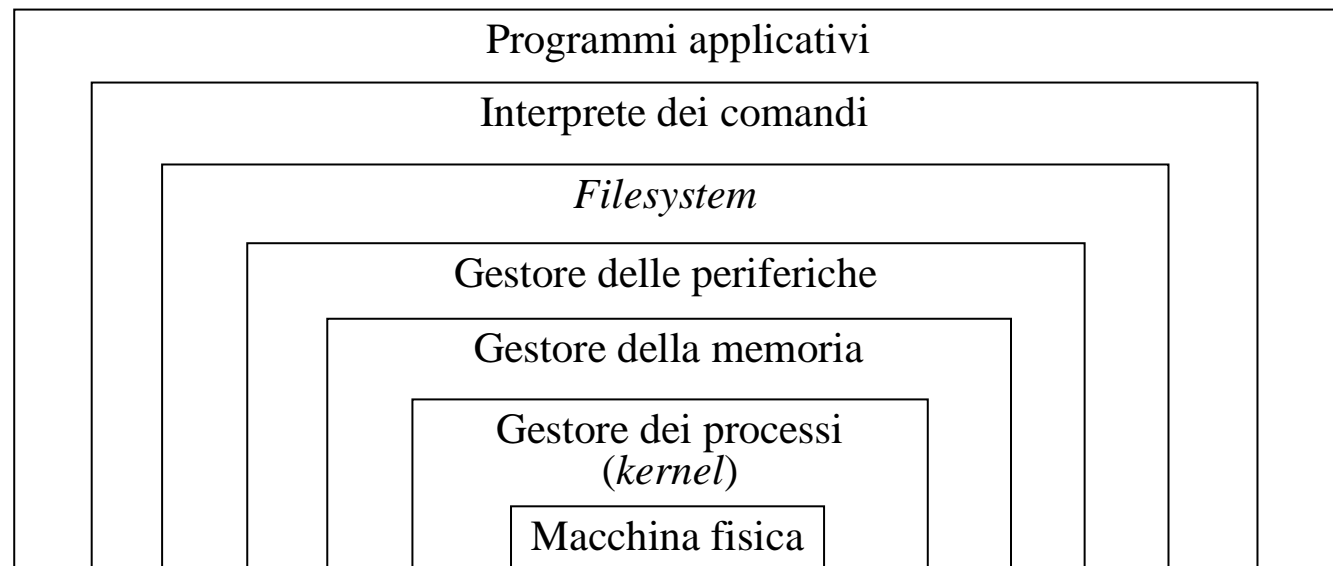 Programmi applicativi
Interprete dei comandi
Filesystem
Gestore delle periferiche
Gestore della memoria
Gestore dei processi
(kernel)
Macchina fisica